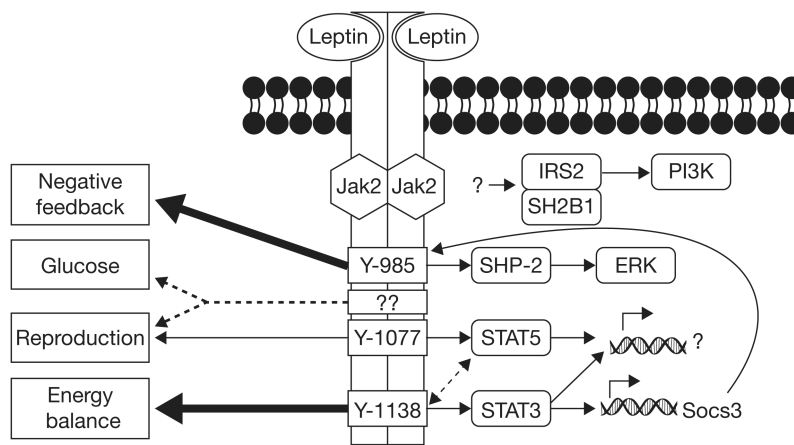 Leptin Leptin
Negative
feedback
Jak2 Jak2
? IRS2 PI3K
SH2B1
Glucose
Y-985 SHP-2 ERK
??
Reproduction
Y-1077 STAT5 ?
Energy
balance
Y-1138 STAT3 Socs3